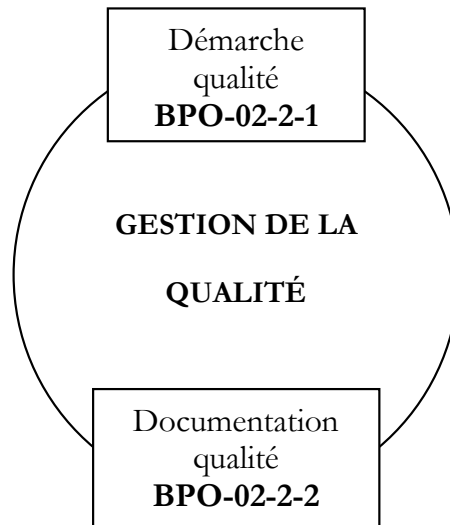 Démarche
qualité
BPO-02-2-1
GESTION DE LA
QUALITÉ
Documentation
qualité
BPO-02-2-2